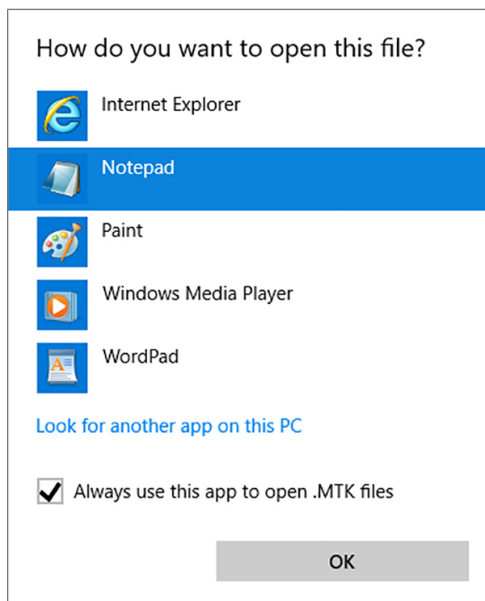 How do you want to open this file?
Internet Explorer
Notepad
Paint
Windows Media Player
WordPad
Look for another app on this PC
Always use this app to open .MTK files
OK